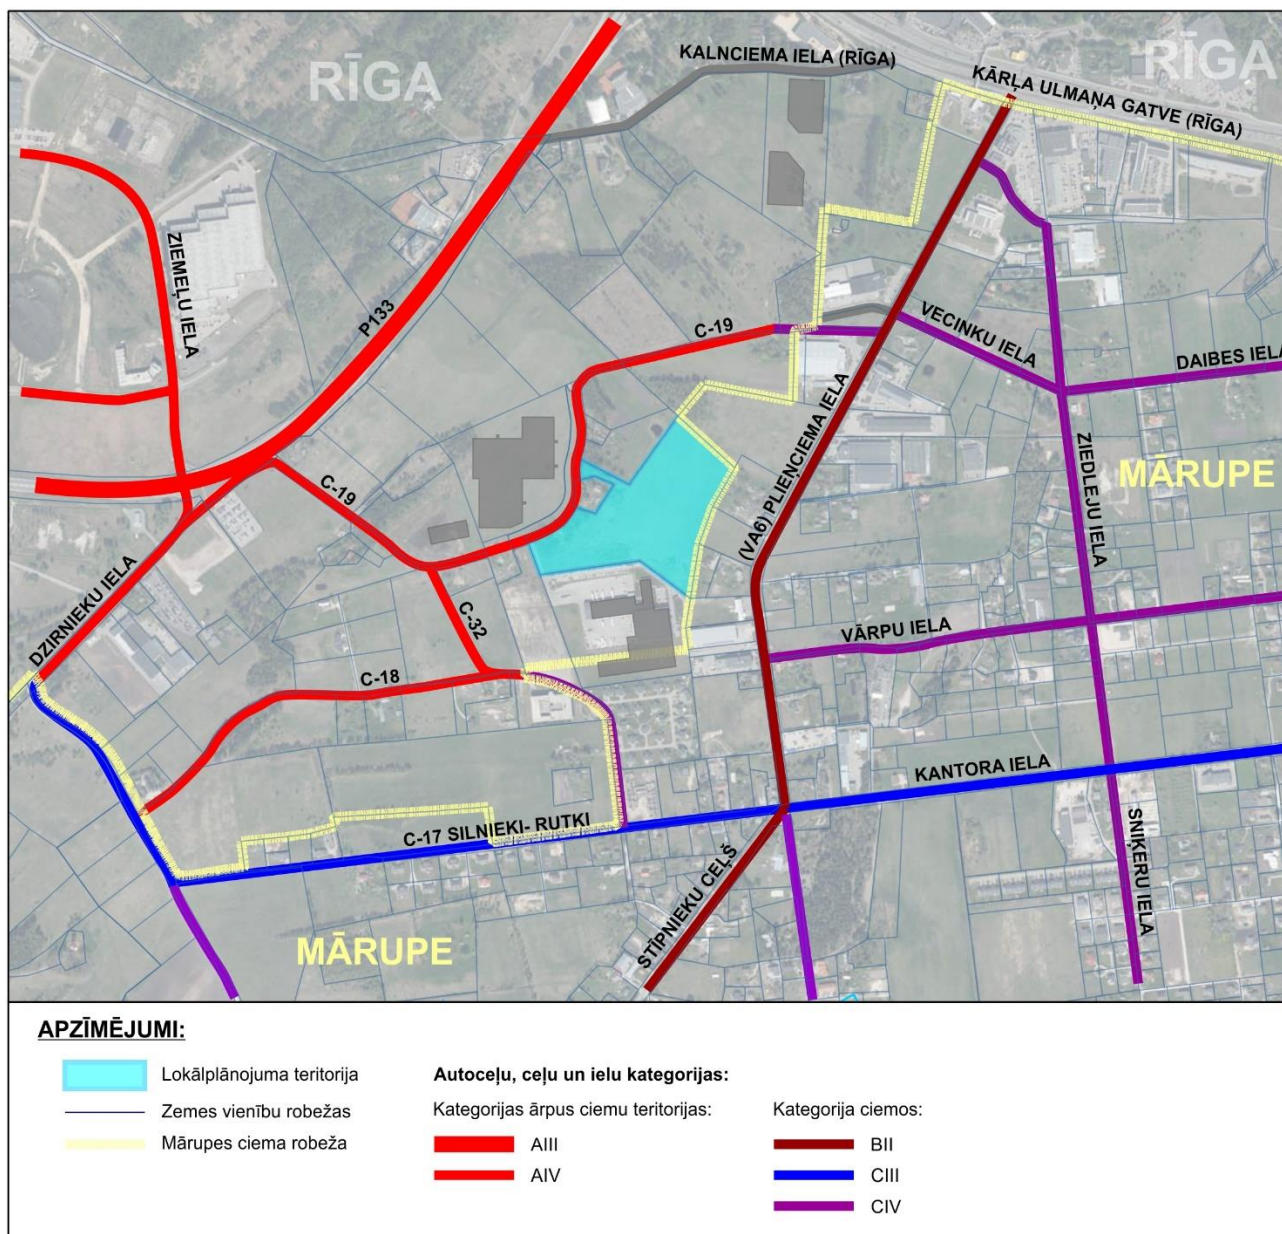 RĪGA
KALNCIEMA IELA (RĪGA)
RĪGA
KĀRĻA ULMAŅA GATVE (RĪGA)
ZIEMEĻU IELA
P133
C-19
VECINKU IELA
DAIBES IELA
(VA6) PLIEŅCIEMA IELA
ZIEDLEJU IELA
MĀRUPE
C-19
DZIRNIEKU IELA
C-32
VĀRPU IELA
C-18
KANTORA IELA
C-17 SILNIEKI- RUTKI
STĪPNIEKU CEĻŠ
SNIĶERU IELA
MĀRUPE
APZĪMĒJUMI:
Lokālplānojuma teritorija
Zemes vienību robežas
Mārupes ciema robeža
Autoceļu, ceļu un ielu kategorijas:
Kategorijas ārpus ciemu teritorijas:
AIII
AIV
Kategorija ciemos:
BII
CIII
CIV